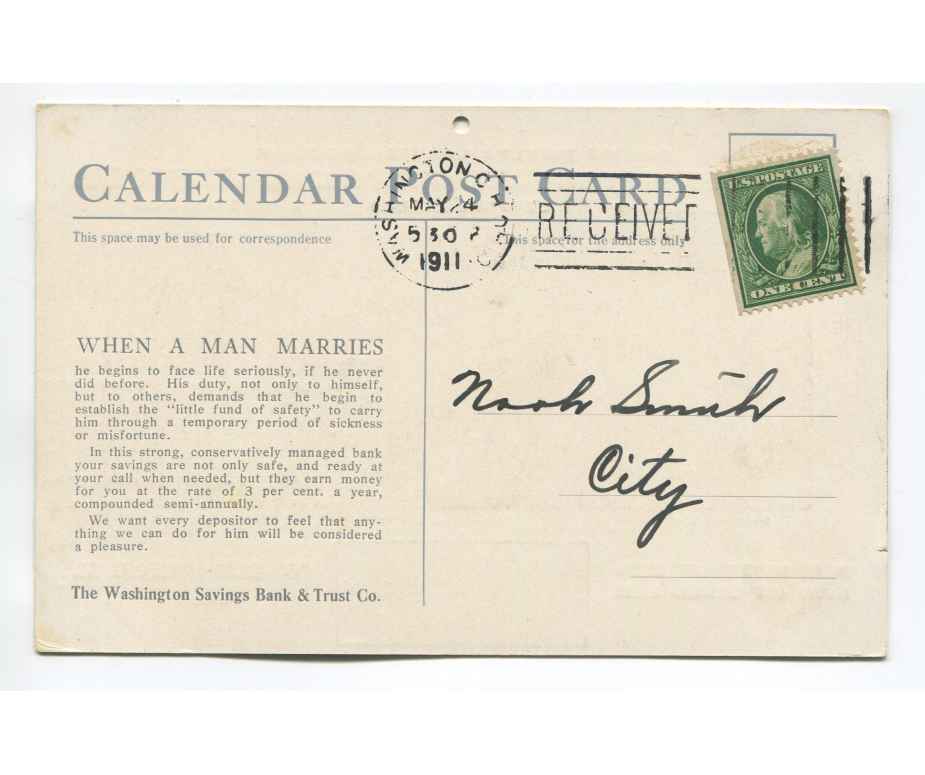 CALENDAR POST CARD
This space may be used for correspondence
This space for the address only
WASHINGTON C.H.
MAY 24
530 P
1911
RECEIVED
U.S. POSTAGE
ONE CENT
WHEN A MAN MARRIES
he begins to face life seriously, if he never
did before. His duty, not only to himself,
but to others, demands that he begin to
establish the "little fund of safety" to carry
him through a temporary period of sickness
or misfortune.
In this strong, conservatively managed bank
your savings are not only safe, and ready at
your call when needed, but they earn money
for you at the rate of 3 per cent. a year,
compounded semi-annually.
We want every depositor to feel that any-
thing we can do for him will be considered
a pleasure.
The Washington Savings Bank & Trust Co.
Noah Smith
City